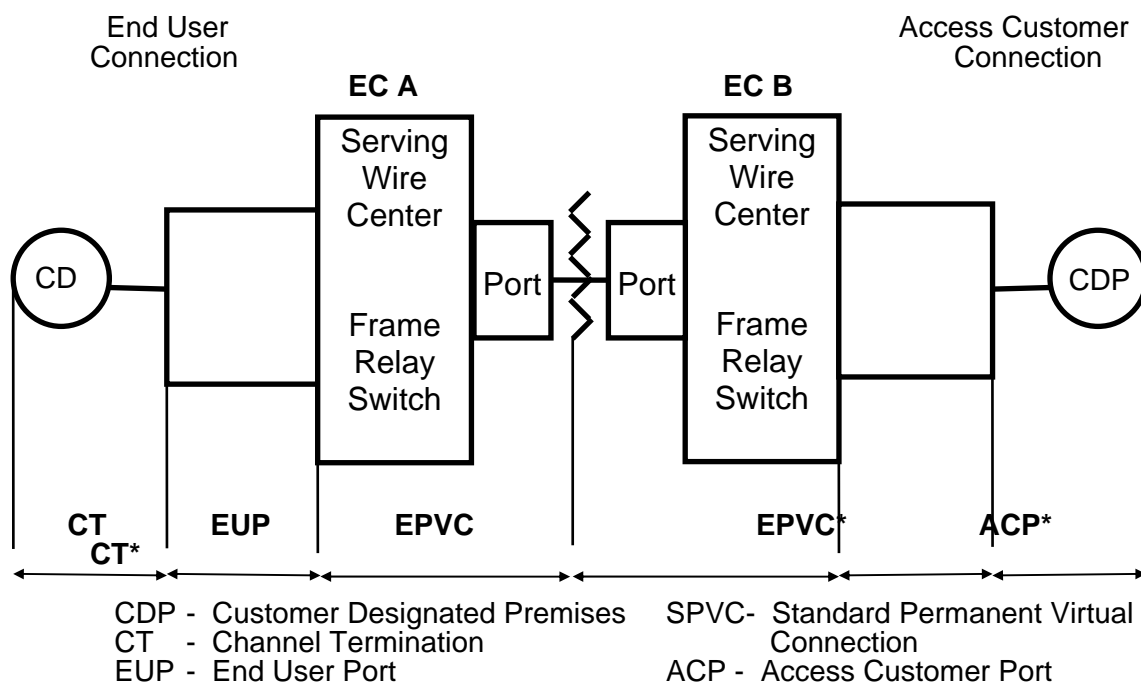 End User
Connection
Access Customer
Connection
EC A
EC B
Serving
Wire
Center
Frame
Relay
Switch
Port
Port
Serving
Wire
Center
Frame
Relay
Switch
CD
CDP
CT
CT*
EUP
EPVC
EPVC*
ACP*
CDP - Customer Designated Premises
CT - Channel Termination
EUP - End User Port
SPVC- Standard Permanent Virtual
Connection
ACP - Access Customer Port